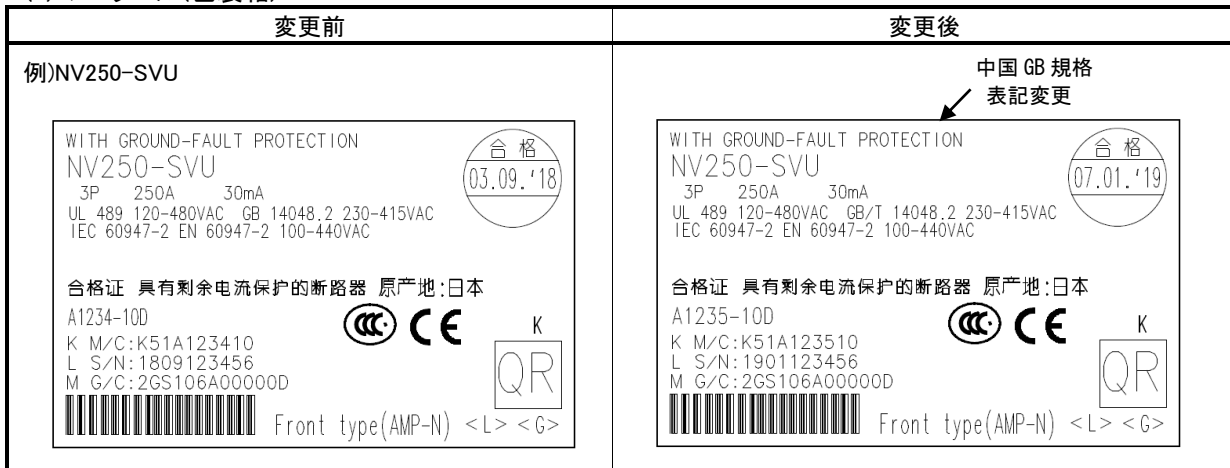 変更前
変更後
例)NV250-SVU
WITH GROUND-FAULT PROTECTION
NV250-SVU
3P 250A 30mA
UL 489 120-480VAC GB 14048.2 230-415VAC
IEC 60947-2 EN 60947-2 100-440VAC
合格
03.09.'18
合格证 具有剩余电流保护的断路器 原产地:日本
A1234-10D
CCC CE
K
K M/C:K51A123410
L S/N:1809123456
M G/C:2GS106A00000D
QR
Front type(AMP-N) <L> <G>
中国 GB 規格
表記変更
WITH GROUND-FAULT PROTECTION
NV250-SVU
3P 250A 30mA
UL 489 120-480VAC GB/T 14048.2 230-415VAC
IEC 60947-2 EN 60947-2 100-440VAC
合格
07.01.'19
合格证 具有剩余电流保护的断路器 原产地:日本
A1235-10D
CCC CE
K
K M/C:K51A123510
L S/N:1901123456
M G/C:2GS106A00000D
QR
Front type(AMP-N) <L> <G>